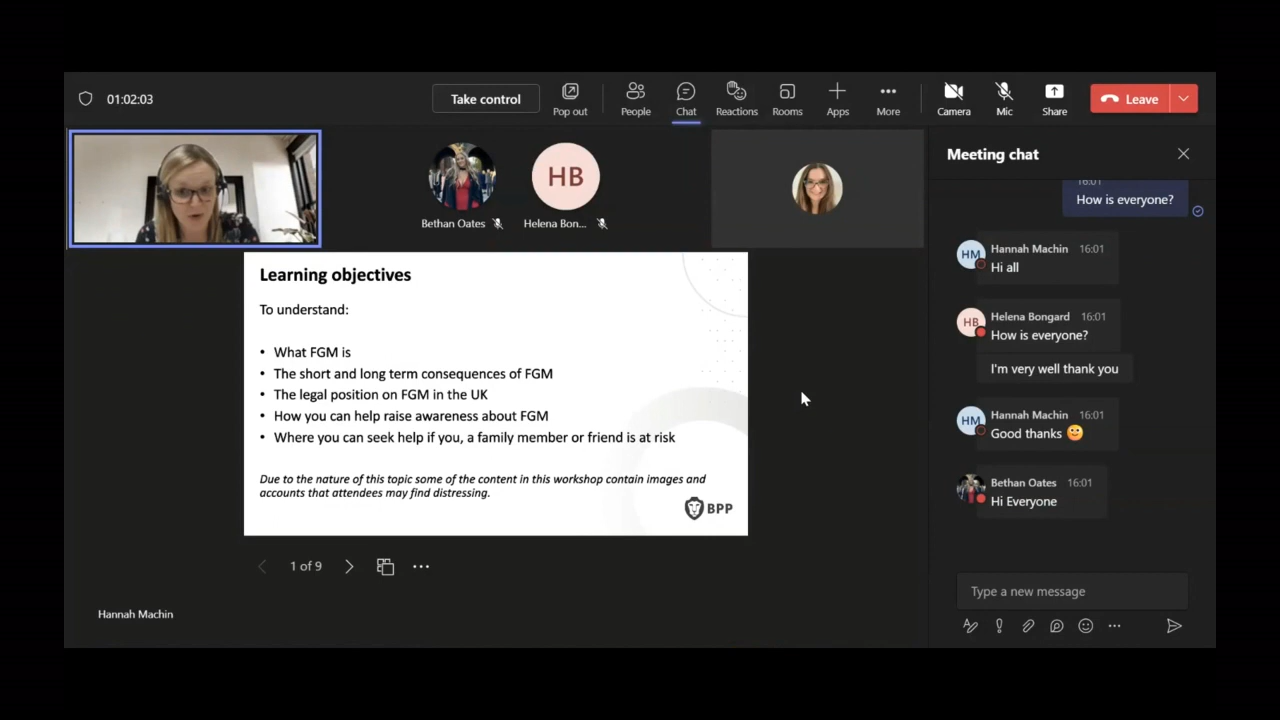 01:02:03
Take control
Pop out
People
Chat
Reactions
Rooms
Apps
More
Camera
Mic
Share
Leave
Bethan Oates
HB
Helena Bon...
Learning objectives
To understand:
• What FGM is
• The short and long term consequences of FGM
• The legal position on FGM in the UK
• How you can help raise awareness about FGM
• Where you can seek help if you, a family member or friend is at risk
Due to the nature of this topic some of the content in this workshop contain images and
accounts that attendees may find distressing.
BPP
1 of 9
Hannah Machin
Meeting chat
16:01
How is everyone?
HM
Hannah Machin 16:01
Hi all
HB
Helena Bongard 16:01
How is everyone?
I'm very well thank you
HM
Hannah Machin 16:01
Good thanks 🙂
Bethan Oates 16:01
Hi Everyone
Type a new message